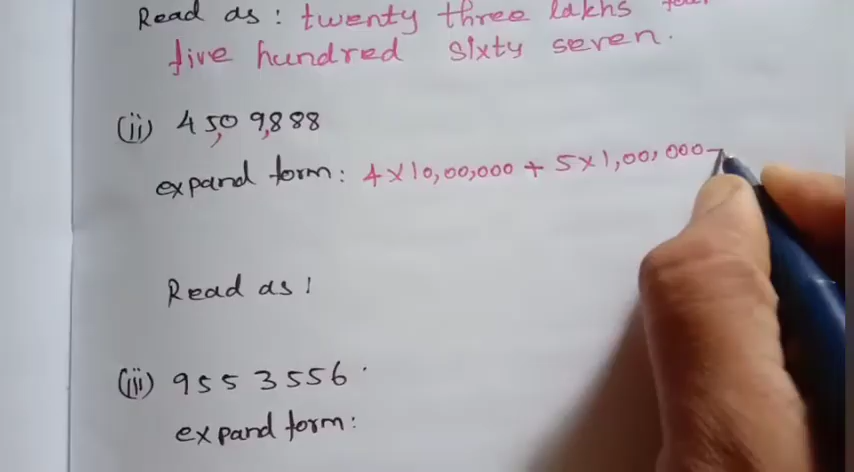 Read as: twenty three lakhs
five hundred sixty seven.
(ii) 45,09,888
expand form: 4×10,00,000 + 5×1,00,000
Read as:
(iii) 9553556.
expand form: